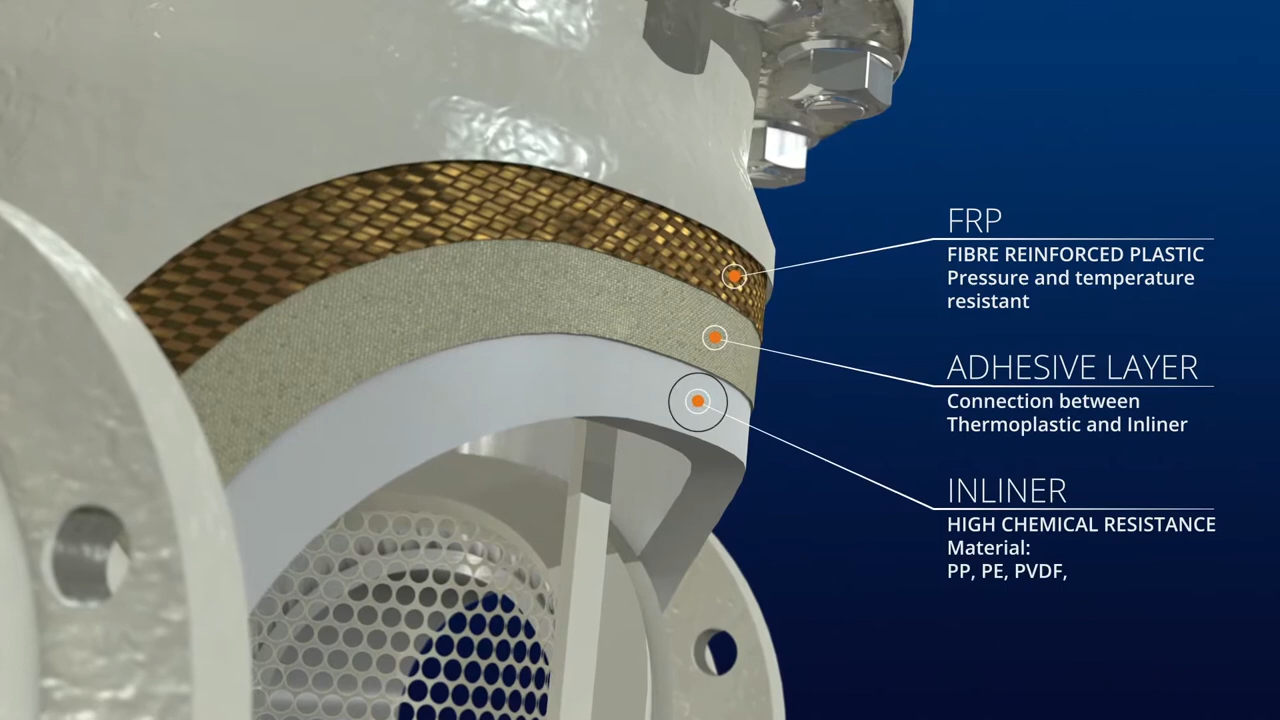 FRP
FIBRE REINFORCED PLASTIC
Pressure and temperature
resistant
ADHESIVE LAYER
Connection between
Thermoplastic and Inliner
INLINER
HIGH CHEMICAL RESISTANCE
Material:
PP, PE, PVDF,